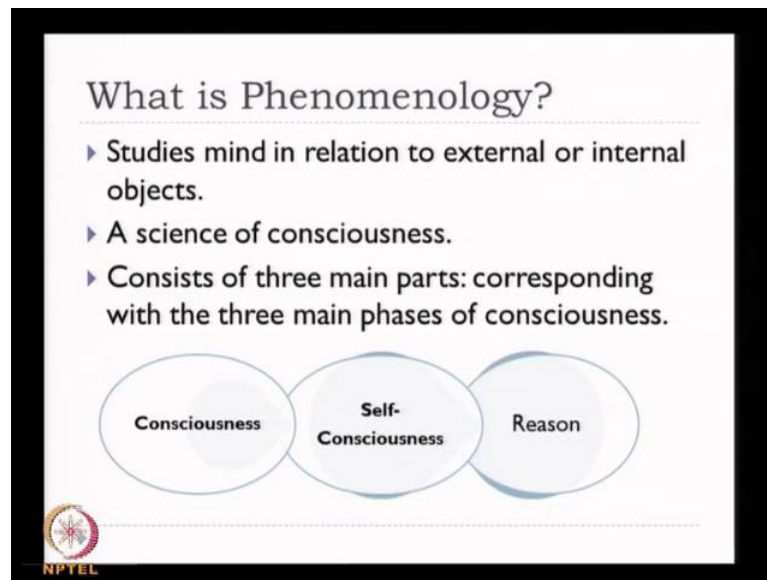 What is Phenomenology?
Studies mind in relation to external or internal
objects.
A science of consciousness.
Consists of three main parts: corresponding
with the three main phases of consciousness.
Consciousness
Self-
Consciousness
Reason
NPTEL